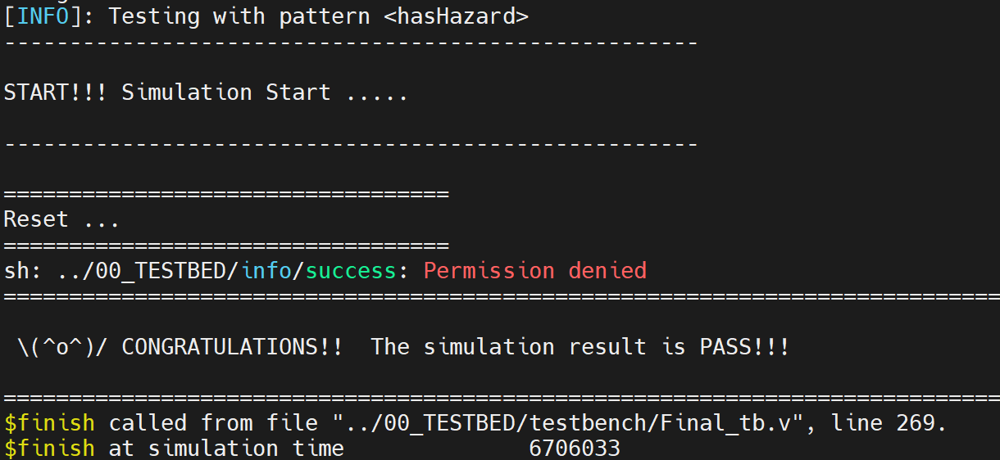 [INFO]: Testing with pattern <hasHazard>
-----------------------------------------------------
START!!! Simulation Start .....
-----------------------------------------------------
==================================
Reset ...
==================================
sh: ../00_TESTBED/info/success: Permission denied
============================================================================
\(^o^)/ CONGRATULATIONS!!  The simulation result is PASS!!!
============================================================================
$finish called from file "../00_TESTBED/testbench/Final_tb.v", line 269.
$finish at simulation time              6706033